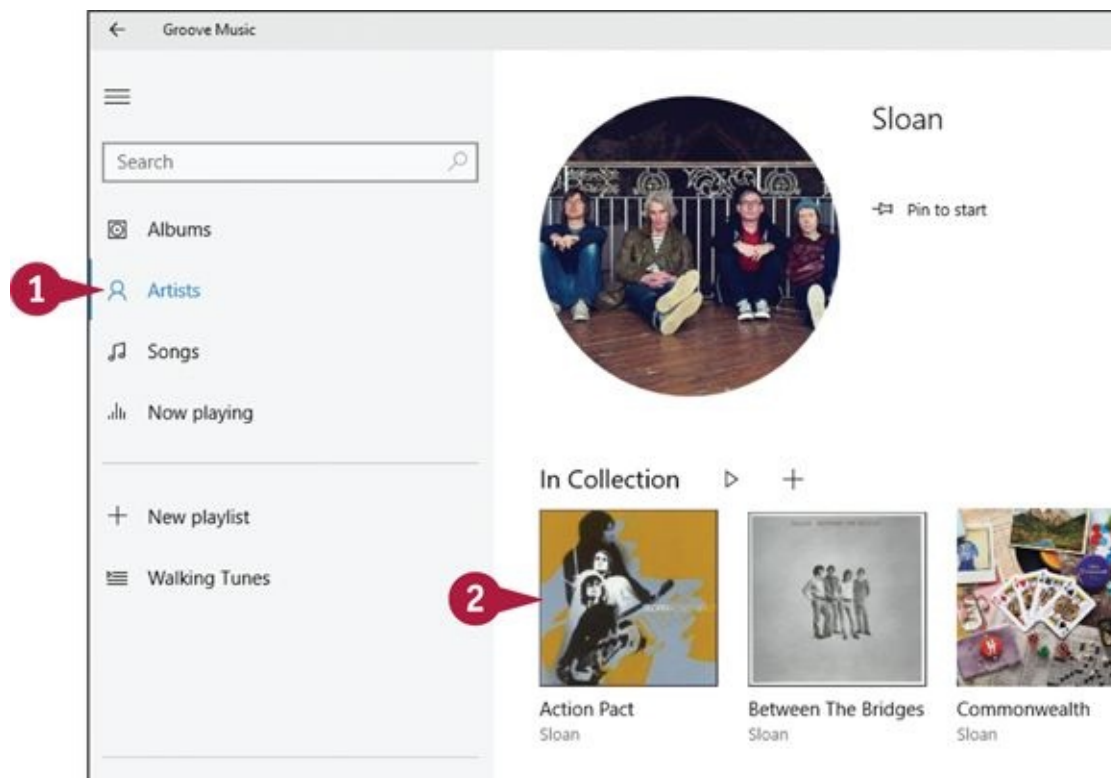 Groove Music
Search
Albums
1
Artists
Songs
Now playing
New playlist
Walking Tunes
Sloan
Pin to start
In Collection
2
Action Pact
Sloan
Between The Bridges
Sloan
Commonwealth
Sloan